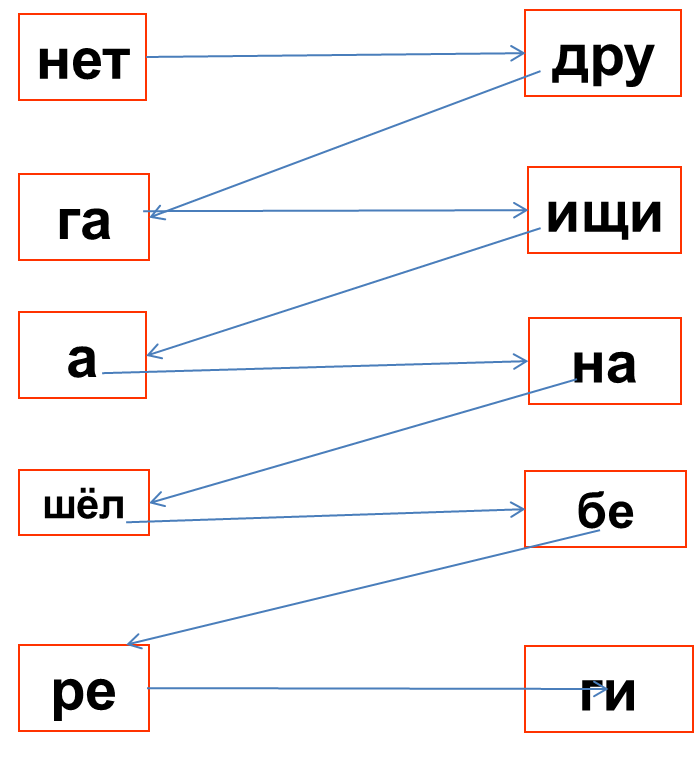 нет дру
га ищи
а на
шёл бе
ре ги